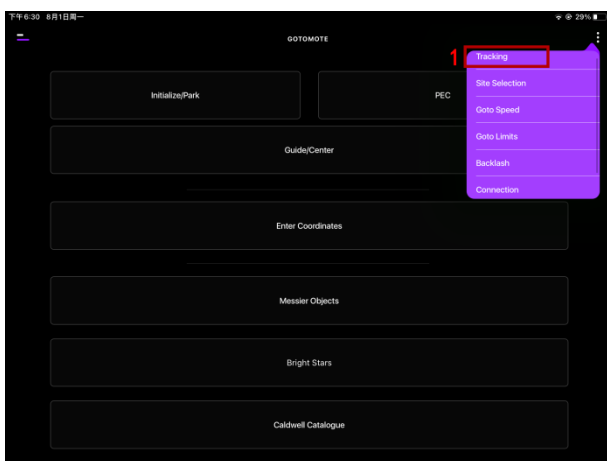 下午6:30 8月1日周一
29%
GOTOMOTE
1
Tracking
Initialize/Park
PEC
Site Selection
Goto Speed
Guide/Center
Goto Limits
Backlash
Connection
Enter Coordinates
Messier Objects
Bright Stars
Caldwell Catalogue